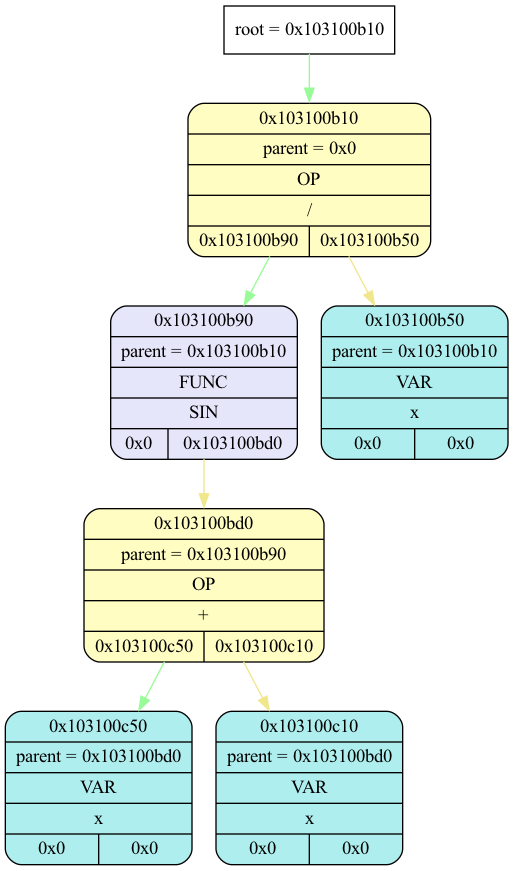 root = 0x103100b10
0x103100b10
parent = 0x0
OP
/
0x103100b90 0x103100b50
0x103100b90
parent = 0x103100b10
FUNC
SIN
0x0 0x103100bd0
0x103100b50
parent = 0x103100b10
VAR
x
0x0 0x0
0x103100bd0
parent = 0x103100b90
OP
+
0x103100c50 0x103100c10
0x103100c50
parent = 0x103100bd0
VAR
x
0x0 0x0
0x103100c10
parent = 0x103100bd0
VAR
x
0x0 0x0